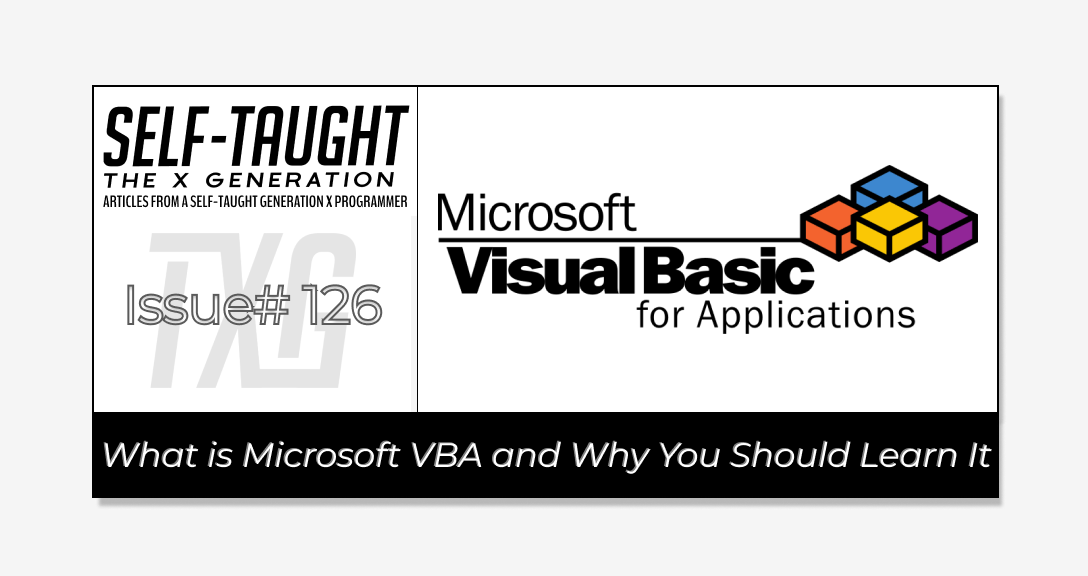 SELF-TAUGHT
THE X GENERATION
ARTICLES FROM A SELF-TAUGHT GENERATION X PROGRAMMER
TXG
Issue# 126
Microsoft
Visual Basic
for Applications
What is Microsoft VBA and Why You Should Learn It